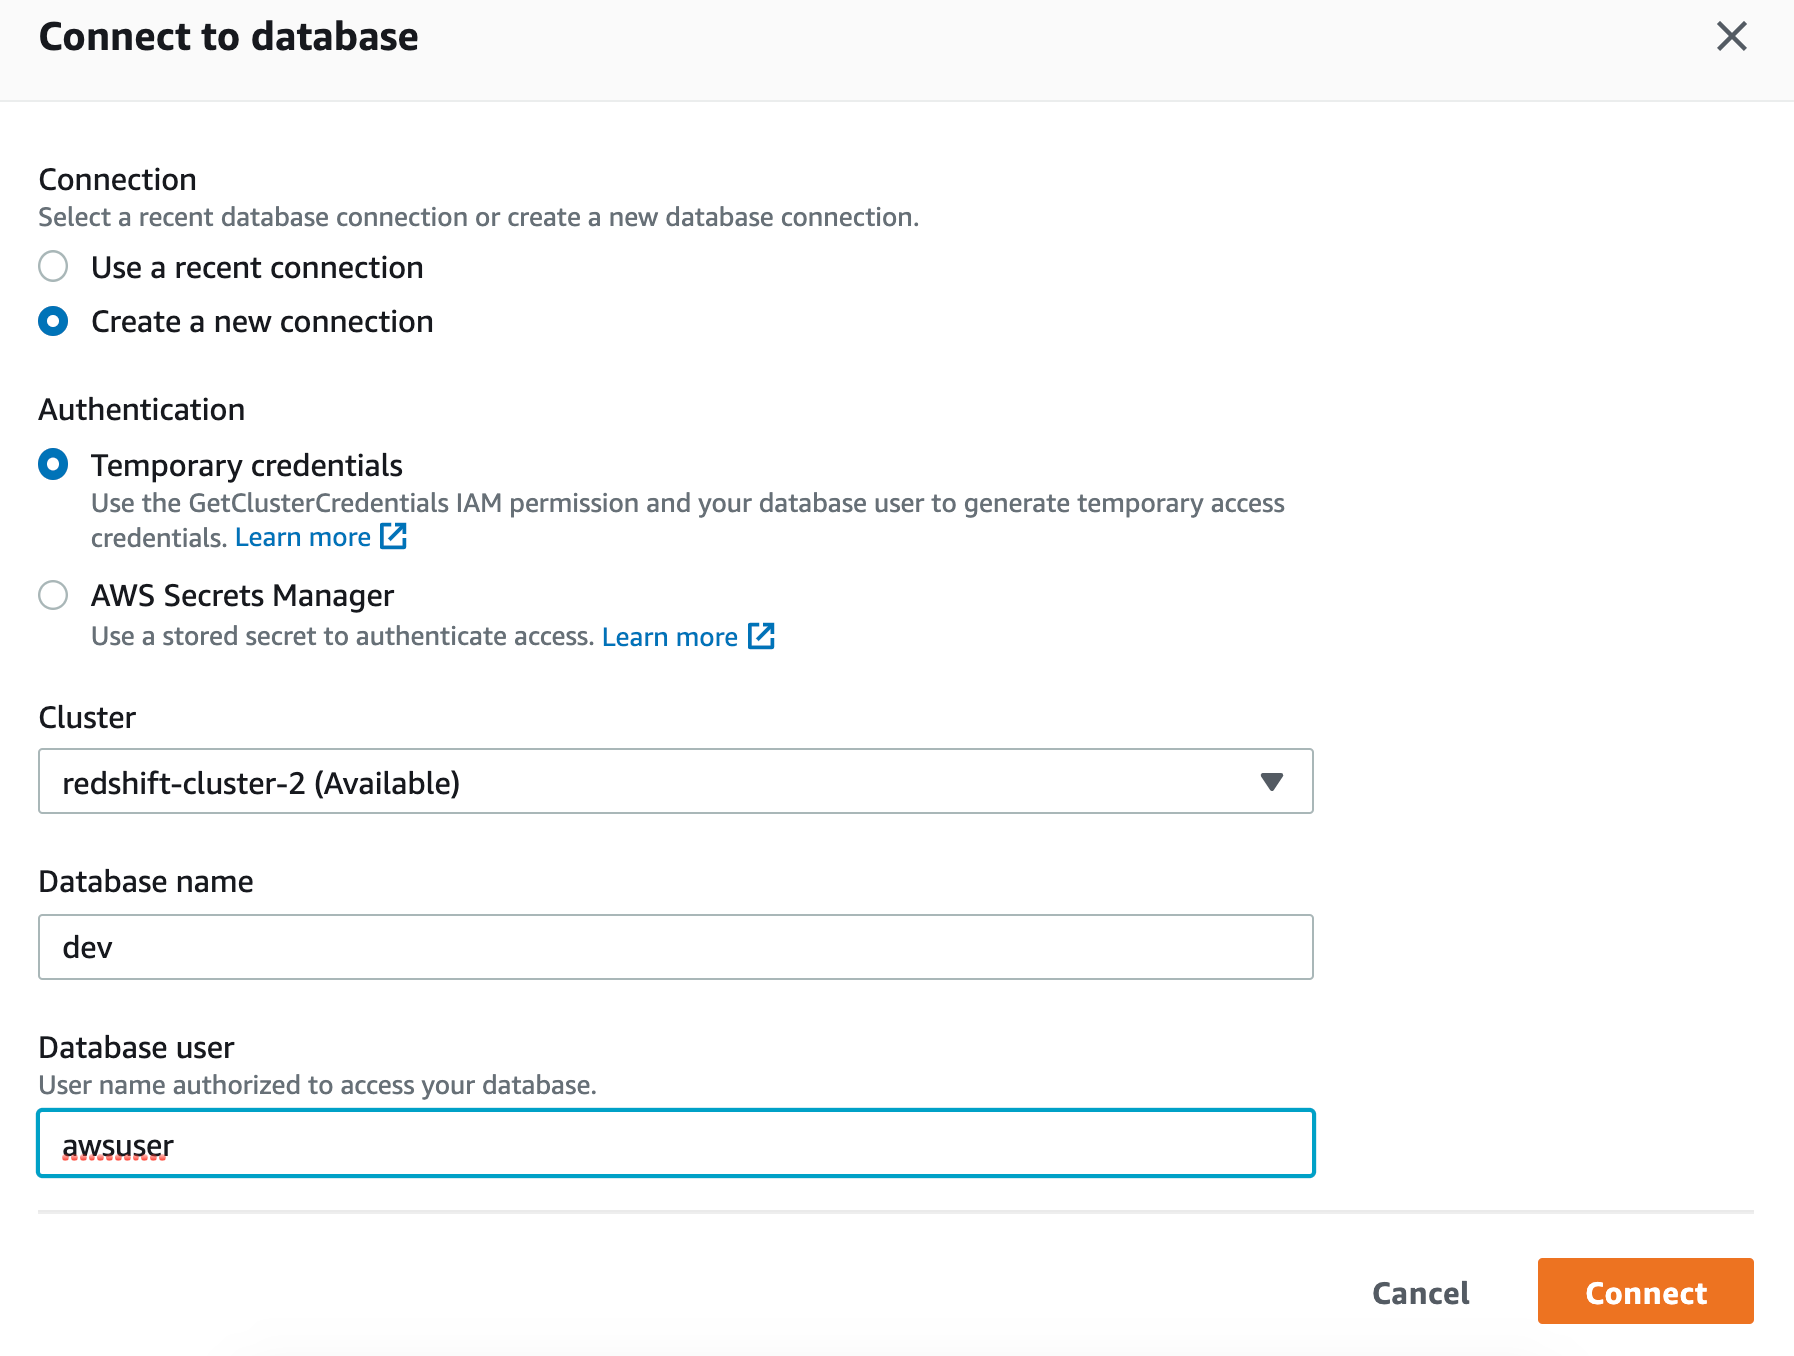 Connect to database
Connection
Select a recent database connection or create a new database connection.
Use a recent connection
Create a new connection
Authentication
Temporary credentials
Use the GetClusterCredentials IAM permission and your database user to generate temporary access
credentials. Learn more
AWS Secrets Manager
Use a stored secret to authenticate access. Learn more
Cluster
redshift-cluster-2 (Available)
Database name
dev
Database user
User name authorized to access your database.
awsuser
Cancel
Connect